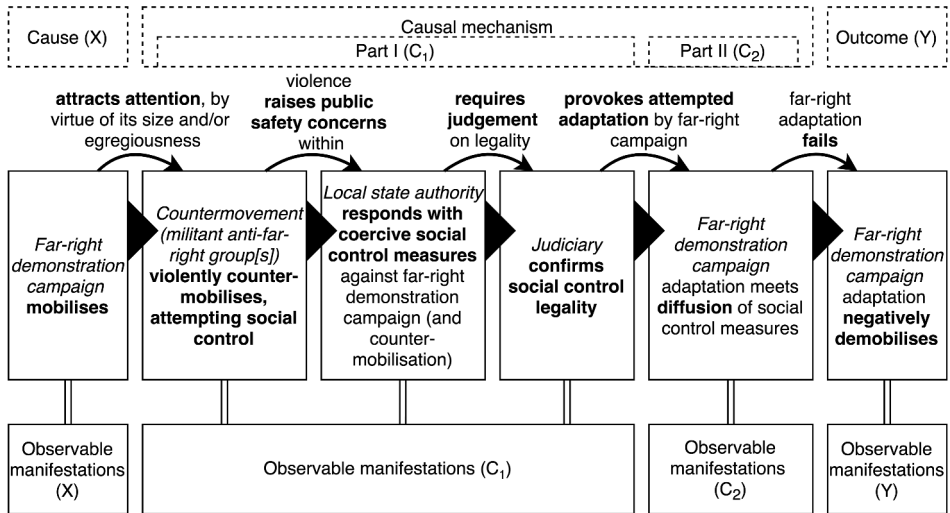 Cause (X)
Causal mechanism
Part I (C₁)
Part II (C₂)
Outcome (Y)
attracts attention, by
virtue of its size and/or
egregiousness
violence
raises public
safety concerns
within
requires
judgement
on legality
provokes attempted
adaptation by far-right
campaign
far-right
adaptation
fails
Far-right
demonstration
campaign
mobilises
Countermovement
(militant anti-far-
right group[s])
violently counter-
mobilises,
attempting social
control
Local state authority
responds with
coercive social
control measures
against far-right
demonstration
campaign (and
counter-
mobilisation)
Judiciary
confirms
social control
legality
Far-right
demonstration
campaign
adaptation meets
diffusion of social
control measures
Far-right
demonstration
campaign
adaptation
negatively
demobilises
Observable
manifestations
(X)
Observable manifestations (C₁)
Observable
manifestations
(C₂)
Observable
manifestations
(Y)